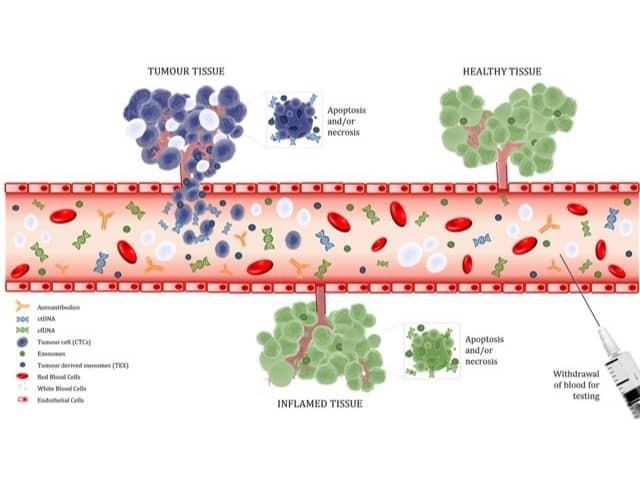 TUMOUR TISSUE
HEALTHY TISSUE
Apoptosis
and/or
necrosis
Autoantibodies
ctDNA
cfDNA
Tumour cell (CTCs)
Exosomes
Tumour derived exosomes (TEX)
Red Blood Cells
White Blood Cells
Endothelial Cells
Apoptosis
and/or
necrosis
INFLAMED TISSUE
Withdrawal
of blood for
testing